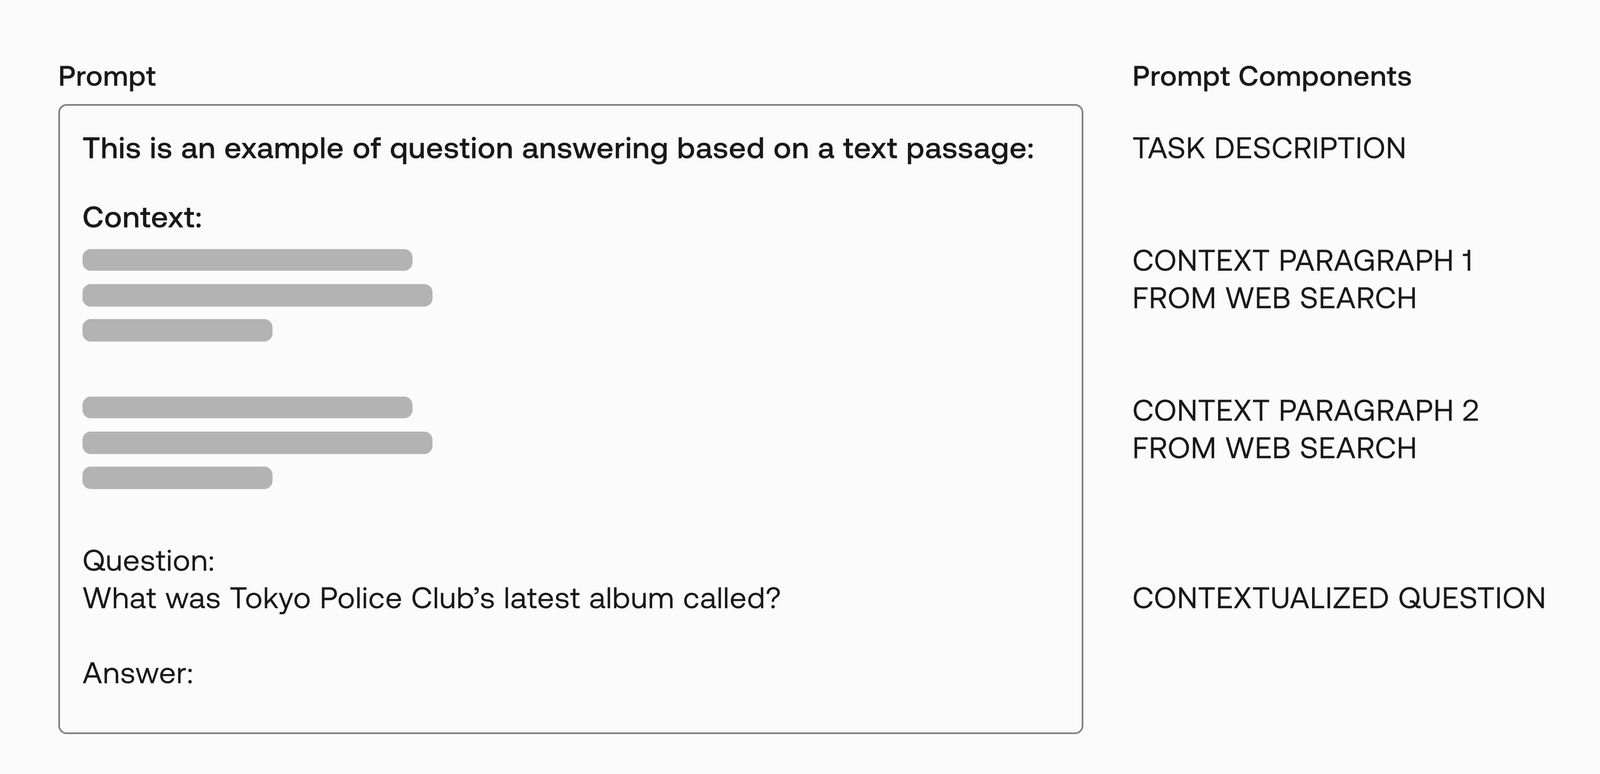 Prompt
Prompt Components
This is an example of question answering based on a text passage:
TASK DESCRIPTION
Context:
CONTEXT PARAGRAPH 1
FROM WEB SEARCH
CONTEXT PARAGRAPH 2
FROM WEB SEARCH
Question:
What was Tokyo Police Club’s latest album called?
CONTEXTUALIZED QUESTION
Answer: